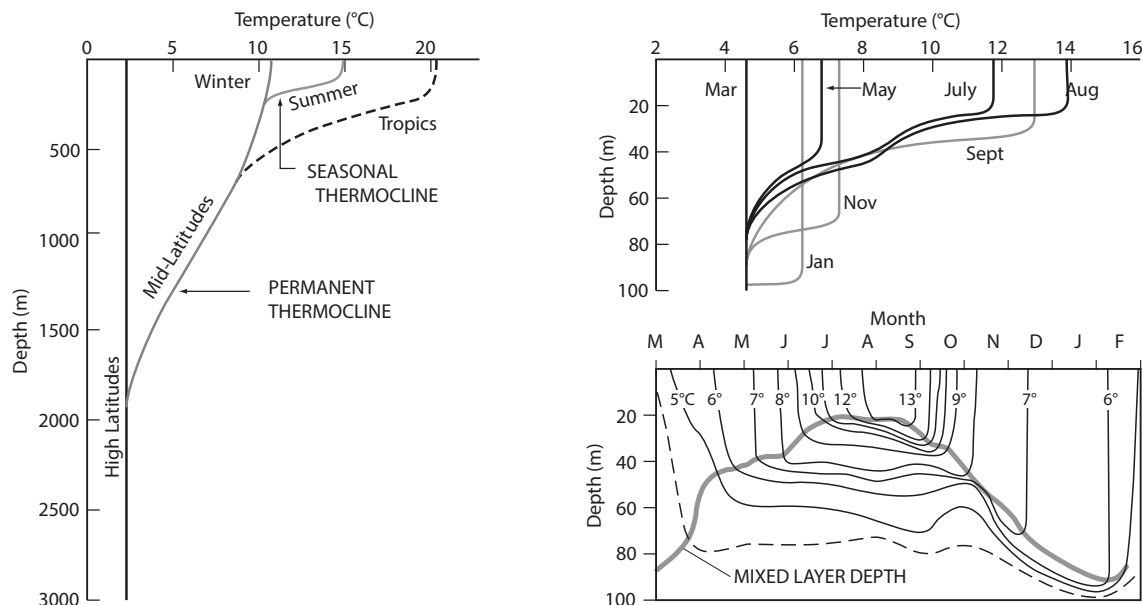 Temperature (°C)
0 5 10 15 20
Depth (m)
500
1000
1500
2000
2500
3000
Winter
Summer
Tropics
SEASONAL
THERMOCLINE
Mid-Latitudes
PERMANENT
THERMOCLINE
High Latitudes
Temperature (°C)
2 4 6 8 10 12 14 16
Depth (m)
20
40
60
80
100
Mar May July Aug
Sept
Nov
Jan
Month
M A M J J A S O N D J F
Depth (m)
20
40
60
80
100
5°C 6° 7° 8° 10° 12° 13° 9° 7° 6°
MIXED LAYER DEPTH